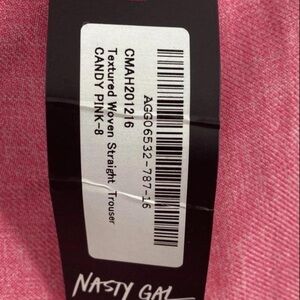 AGG06532-787-16
CMAH201216
Textured Woven Straight Trouser
CANDY PINK-8
NASTY GAL